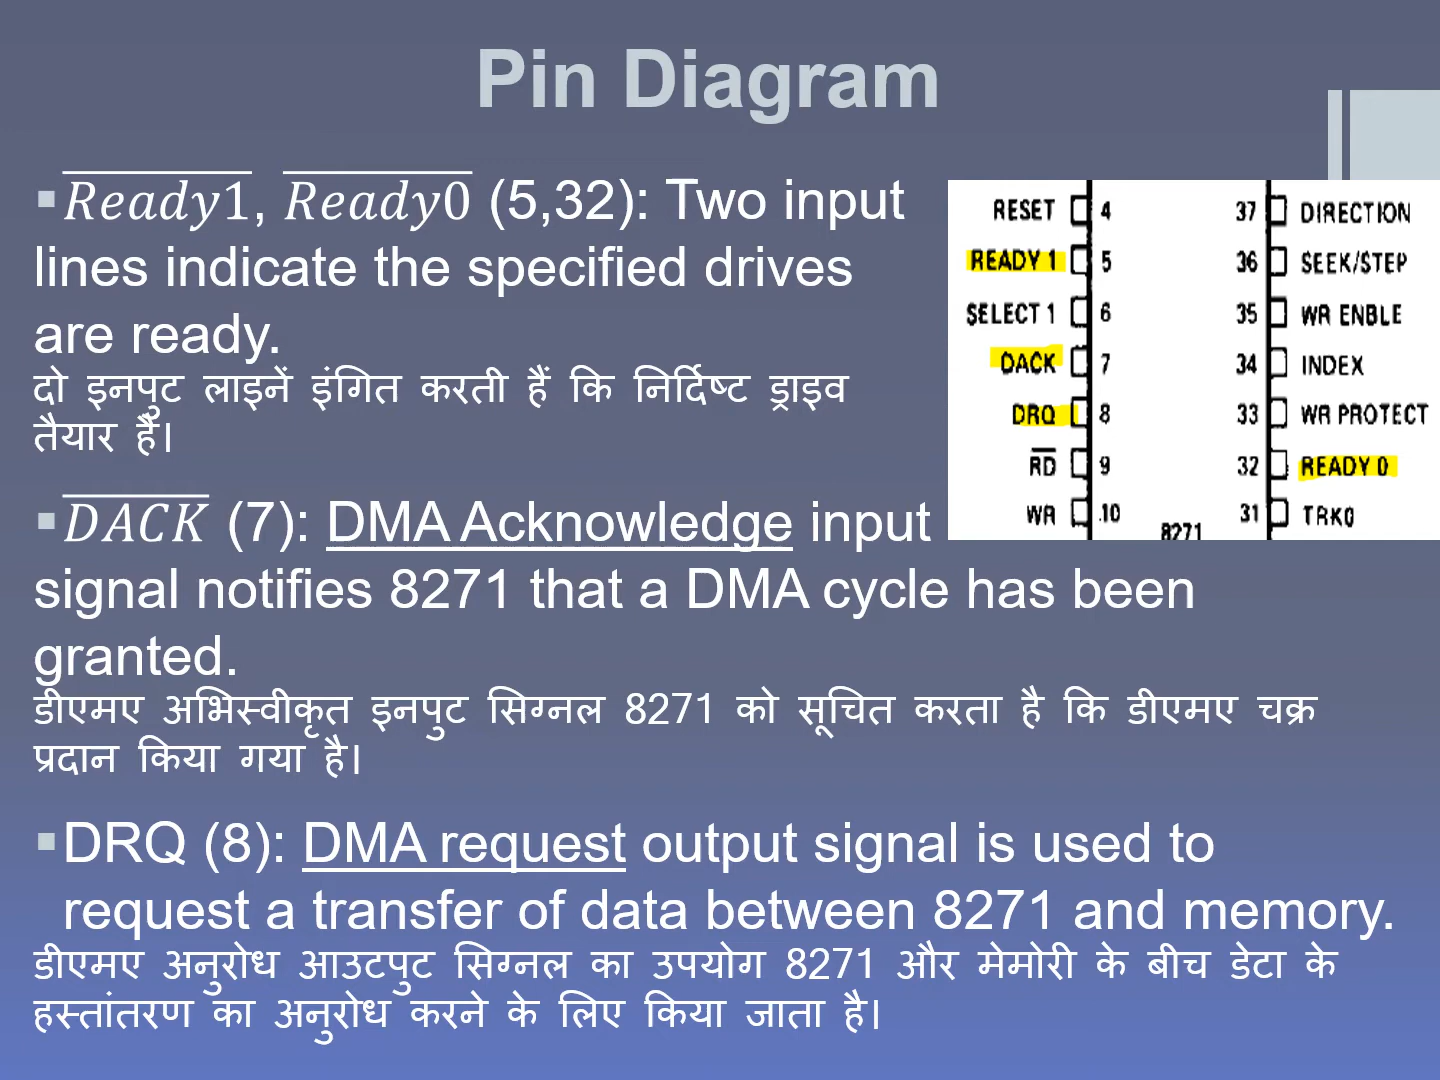 Pin Diagram
▪R̅e̅a̅d̅y̅1̅, R̅e̅a̅d̅y̅0̅ (5,32): Two input
lines indicate the specified drives
are ready.
दो इनपुट लाइनें इंगित करती हैं कि निर्दिष्ट ड्राइव
तैयार हैं।
▪D̅A̅C̅K̅ (7): DMA Acknowledge input
signal notifies 8271 that a DMA cycle has been
granted.
डीएमए अभिस्वीकृत इनपुट सिग्नल 8271 को सूचित करता है कि डीएमए चक्र
प्रदान किया गया है।
▪DRQ (8): DMA request output signal is used to
request a transfer of data between 8271 and memory.
डीएमए अनुरोध आउटपुट सिग्नल का उपयोग 8271 और मेमोरी के बीच डेटा के
हस्तांतरण का अनुरोध करने के लिए किया जाता है।
RESET 4 37 DIRECTION
READY 1 5 36 SEEK/STEP
SELECT 1 6 35 WR ENBLE
DACK 7 34 INDEX
DRQ 8 33 WR PROTECT
R̅D̅ 9 32 READY 0
WR 10 31 TRK0
8271